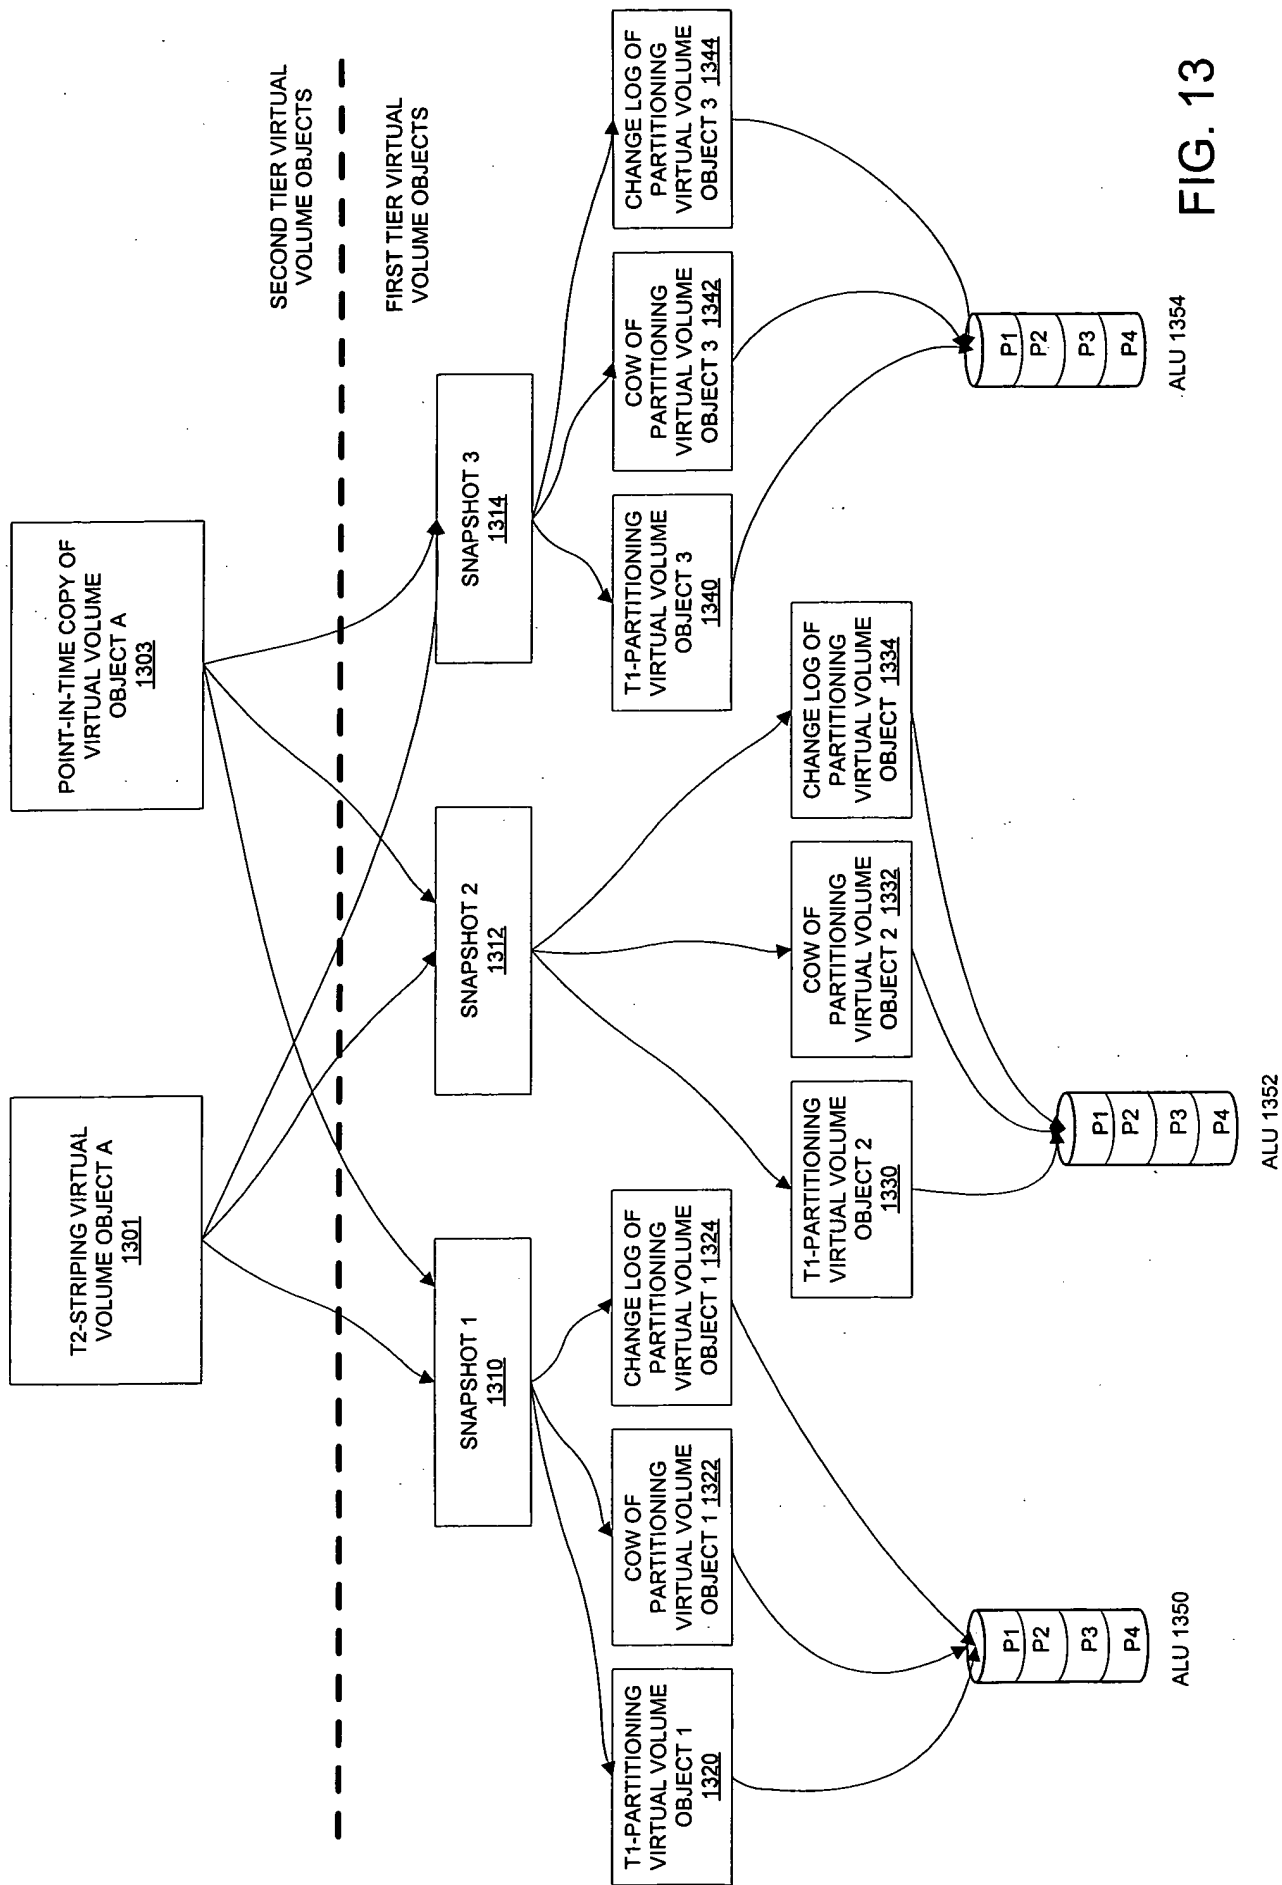 T2-STRIPING VIRTUAL
VOLUME OBJECT A
1301
POINT-IN-TIME COPY OF
VIRTUAL VOLUME
OBJECT A
1303
SECOND TIER VIRTUAL
VOLUME OBJECTS
FIRST TIER VIRTUAL
VOLUME OBJECTS
SNAPSHOT 1
1310
SNAPSHOT 2
1312
SNAPSHOT 3
1314
T1-PARTITIONING
VIRTUAL VOLUME
OBJECT 1
1320
COW OF
PARTITIONING
VIRTUAL VOLUME
OBJECT 1 1322
CHANGE LOG OF
PARTITIONING
VIRTUAL VOLUME
OBJECT 1 1324
T1-PARTITIONING
VIRTUAL VOLUME
OBJECT 2
1330
COW OF
PARTITIONING
VIRTUAL VOLUME
OBJECT 2 1332
CHANGE LOG OF
PARTITIONING
VIRTUAL VOLUME
OBJECT 1334
T1-PARTITIONING
VIRTUAL VOLUME
OBJECT 3
1340
COW OF
PARTITIONING
VIRTUAL VOLUME
OBJECT 3 1342
CHANGE LOG OF
PARTITIONING
VIRTUAL VOLUME
OBJECT 3 1344
P1
P2
P3
P4
ALU 1350
P1
P2
P3
P4
ALU 1352
P1
P2
P3
P4
ALU 1354
FIG. 13